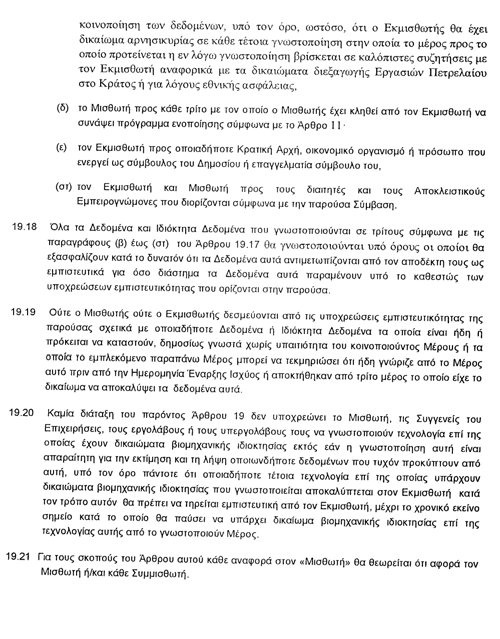 κοινοποίηση των δεδομένων, υπό τον όρο, ωστόσο, ότι ο Εκμισθωτής θα έχει
δικαίωμα αρνησικυρίας σε κάθε τέτοια γνωστοποίηση στην οποία το μέρος προς το
οποίο προτείνεται η εν λόγω γνωστοποίηση βρίσκεται σε καλόπιστες συζητήσεις με
τον Εκμισθωτή αναφορικά με τα δικαιώματα διεξαγωγής Εργασιών Πετρελαίου
στο Κράτος ή για λόγους εθνικής ασφάλειας,
(δ) το Μισθωτή προς κάθε τρίτο με τον οποίο ο Μισθωτής έχει κληθεί από τον Εκμισθωτή να
συνάψει πρόγραμμα ενοποίησης σύμφωνα με το Άρθρο 11·
(ε) τον Εκμισθωτή προς οποιαδήποτε Κρατική Αρχή, οικονομικό οργανισμό ή πρόσωπο που
ενεργεί ως σύμβουλος του Δημοσίου ή επαγγελματία σύμβουλο του,
(στ) τον Εκμισθωτή και Μισθωτή προς τους διαιτητές και τους Αποκλειστικούς
Εμπειρογνώμονες που διορίζονται σύμφωνα με την παρούσα Σύμβαση.
19.18 Όλα τα Δεδομένα και Ιδιόκτητα Δεδομένα που γνωστοποιούνται σε τρίτους σύμφωνα με τις
παραγράφους (β) έως (στ) του Άρθρου 19.17 θα γνωστοποιούνται υπό όρους οι οποίοι θα
εξασφαλίζουν κατά το δυνατόν ότι τα Δεδομένα αυτά αντιμετωπίζονται από τον αποδέκτη τους ως
εμπιστευτικά για όσο διάστημα τα Δεδομένα αυτά παραμένουν υπό το καθεστώς των
υποχρεώσεων εμπιστευτικότητας που ορίζονται στην παρούσα.
19.19 Ούτε ο Μισθωτής ούτε ο Εκμισθωτής δεσμεύονται από τις υποχρεώσεις εμπιστευτικότητας της
παρούσας σχετικά με οποιαδήποτε Δεδομένα ή Ιδιόκτητα Δεδομένα τα οποία είναι ήδη ή
πρόκειται να καταστούν, δημοσίως γνωστά χωρίς υπαιτιότητα του κοινοποιούντος Μέρους ή τα
οποία το εμπλεκόμενο παραπάνω Μέρος μπορεί να τεκμηριώσει ότι ήδη γνώριζε από το Μέρος
αυτό πριν από την Ημερομηνία Έναρξης Ισχύος ή αποκτήθηκαν από τρίτο μέρος το οποίο είχε το
δικαίωμα να αποκαλύψει τα δεδομένα αυτά.
19.20 Καμία διάταξη του παρόντος Άρθρου 19 δεν υποχρεώνει το Μισθωτή, τις Συγγενείς του
Επιχειρήσεις, τους εργολάβους ή τους υπεργολάβους τους να γνωστοποιούν τεχνολογία επί της
οποίας έχουν δικαιώματα βιομηχανικής ιδιοκτησίας εκτός εάν η γνωστοποίηση αυτή είναι
απαραίτητη για την εκτίμηση και τη λήψη οποιωνδήποτε δεδομένων που τυχόν προκύπτουν από
αυτή, υπό τον όρο πάντοτε ότι οποιαδήποτε τέτοια τεχνολογία επί της οποίας υπάρχουν
δικαιώματα βιομηχανικής ιδιοκτησίας που γνωστοποιείται αποκαλύπτεται στον Εκμισθωτή κατά
τον τρόπο αυτόν θα πρέπει να τηρείται εμπιστευτική από τον Εκμισθωτή, μέχρι το χρονικό εκείνο
σημείο κατά το οποίο θα παύσει να υπάρχει δικαίωμα βιομηχανικής ιδιοκτησίας επί της
τεχνολογίας αυτής από το γνωστοποιούν Μέρος.
19.21 Για τους σκοπούς του Άρθρου αυτού κάθε αναφορά στον «Μισθωτή» θα θεωρείται ότι αφορά τον
Μισθωτή ή/και κάθε Συμμισθωτή.